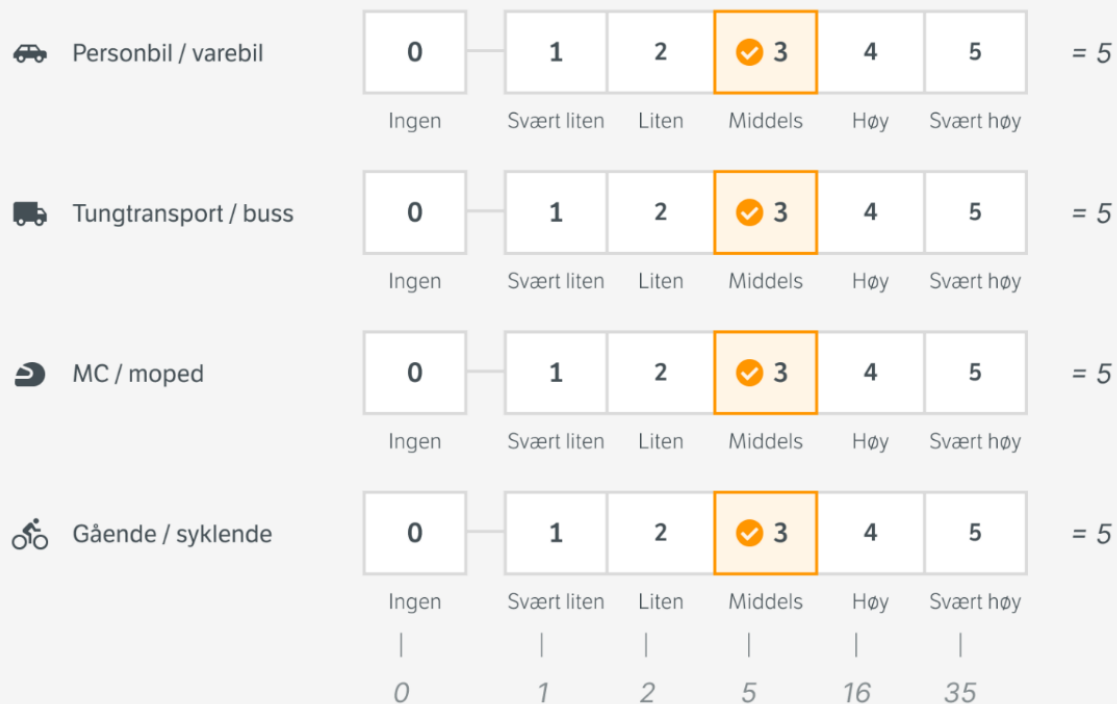 Personbil / varebil 0 1 2 3 4 5 = 5
Ingen Svært liten Liten Middels Høy Svært høy
Tungtransport / buss 0 1 2 3 4 5 = 5
Ingen Svært liten Liten Middels Høy Svært høy
MC / moped 0 1 2 3 4 5 = 5
Ingen Svært liten Liten Middels Høy Svært høy
Gående / syklende 0 1 2 3 4 5 = 5
Ingen Svært liten Liten Middels Høy Svært høy
0 1 2 5 16 35